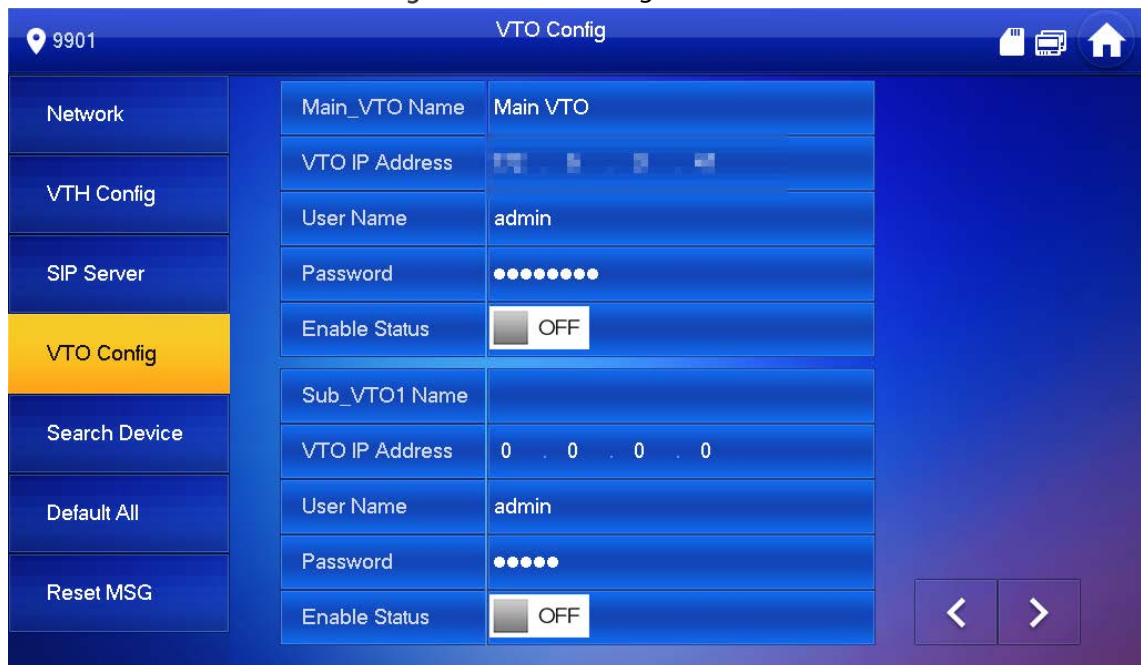 VTO Config
9901
Network
VTH Config
SIP Server
VTO Config
Search Device
Default All
Reset MSG
Main_VTO Name Main VTO
VTO IP Address
User Name admin
Password ●●●●●●●●
Enable Status OFF
Sub_VTO1 Name
VTO IP Address 0 . 0 . 0 . 0
User Name admin
Password ●●●●●
Enable Status OFF